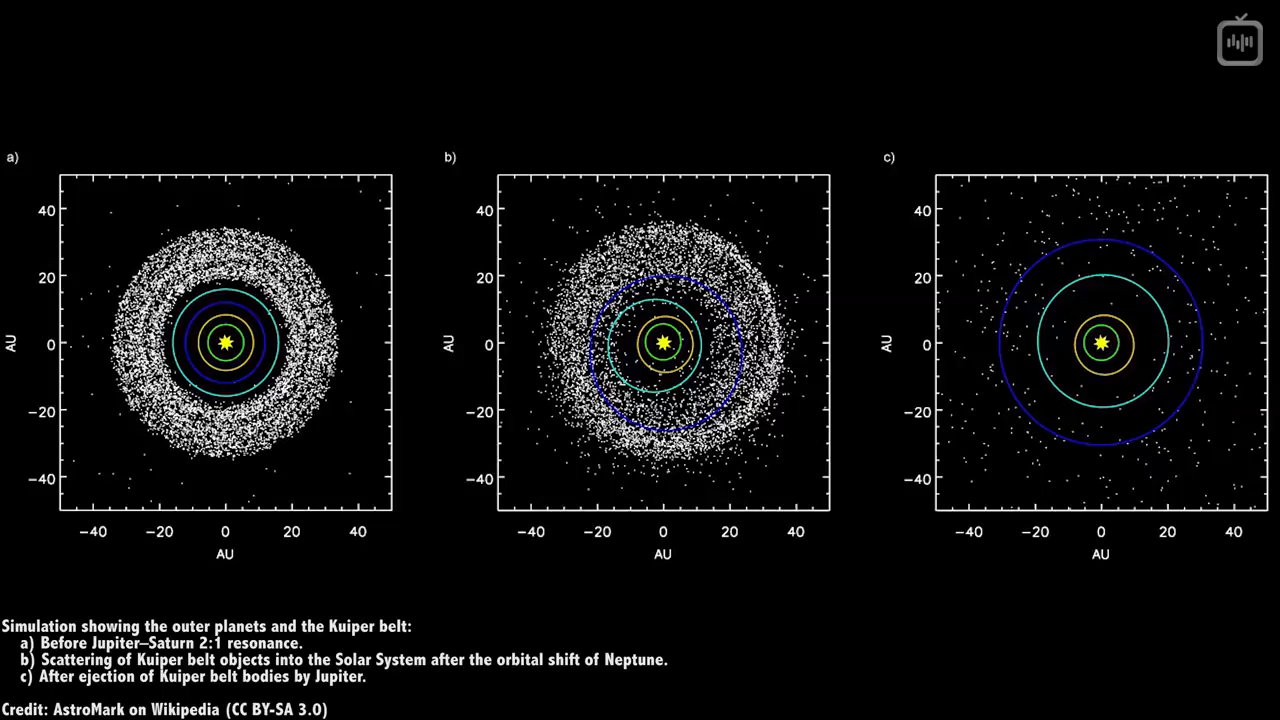 a)
b)
c)
40
20
0
−20
−40
AU
−40 −20 0 20 40
AU
40
20
0
−20
−40
AU
−40 −20 0 20 40
AU
40
20
0
−20
−40
AU
−40 −20 0 20 40
AU
Simulation showing the outer planets and the Kuiper belt:
a) Before Jupiter–Saturn 2:1 resonance.
b) Scattering of Kuiper belt objects into the Solar System after the orbital shift of Neptune.
c) After ejection of Kuiper belt bodies by Jupiter.
Credit: AstroMark on Wikipedia (CC BY-SA 3.0)